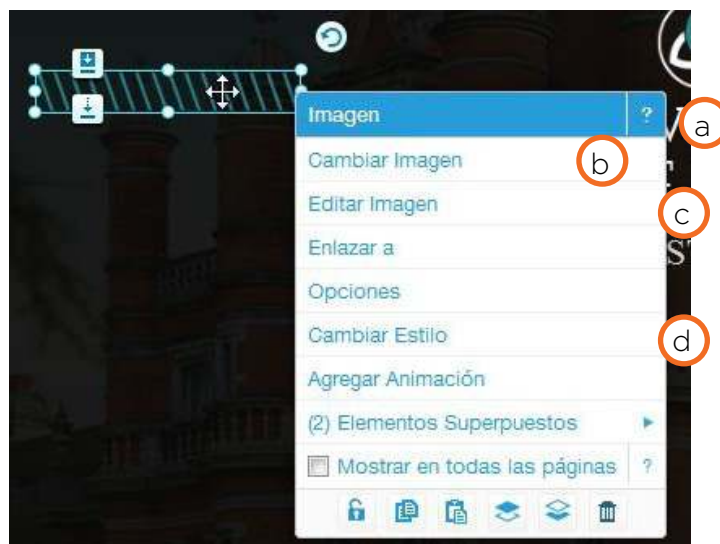 Imagen ? a
Cambiar Imagen b
Editar Imagen c
Enlazar a
Opciones
Cambiar Estilo d
Agregar Animación
(2) Elementos Superpuestos
Mostrar en todas las páginas ?